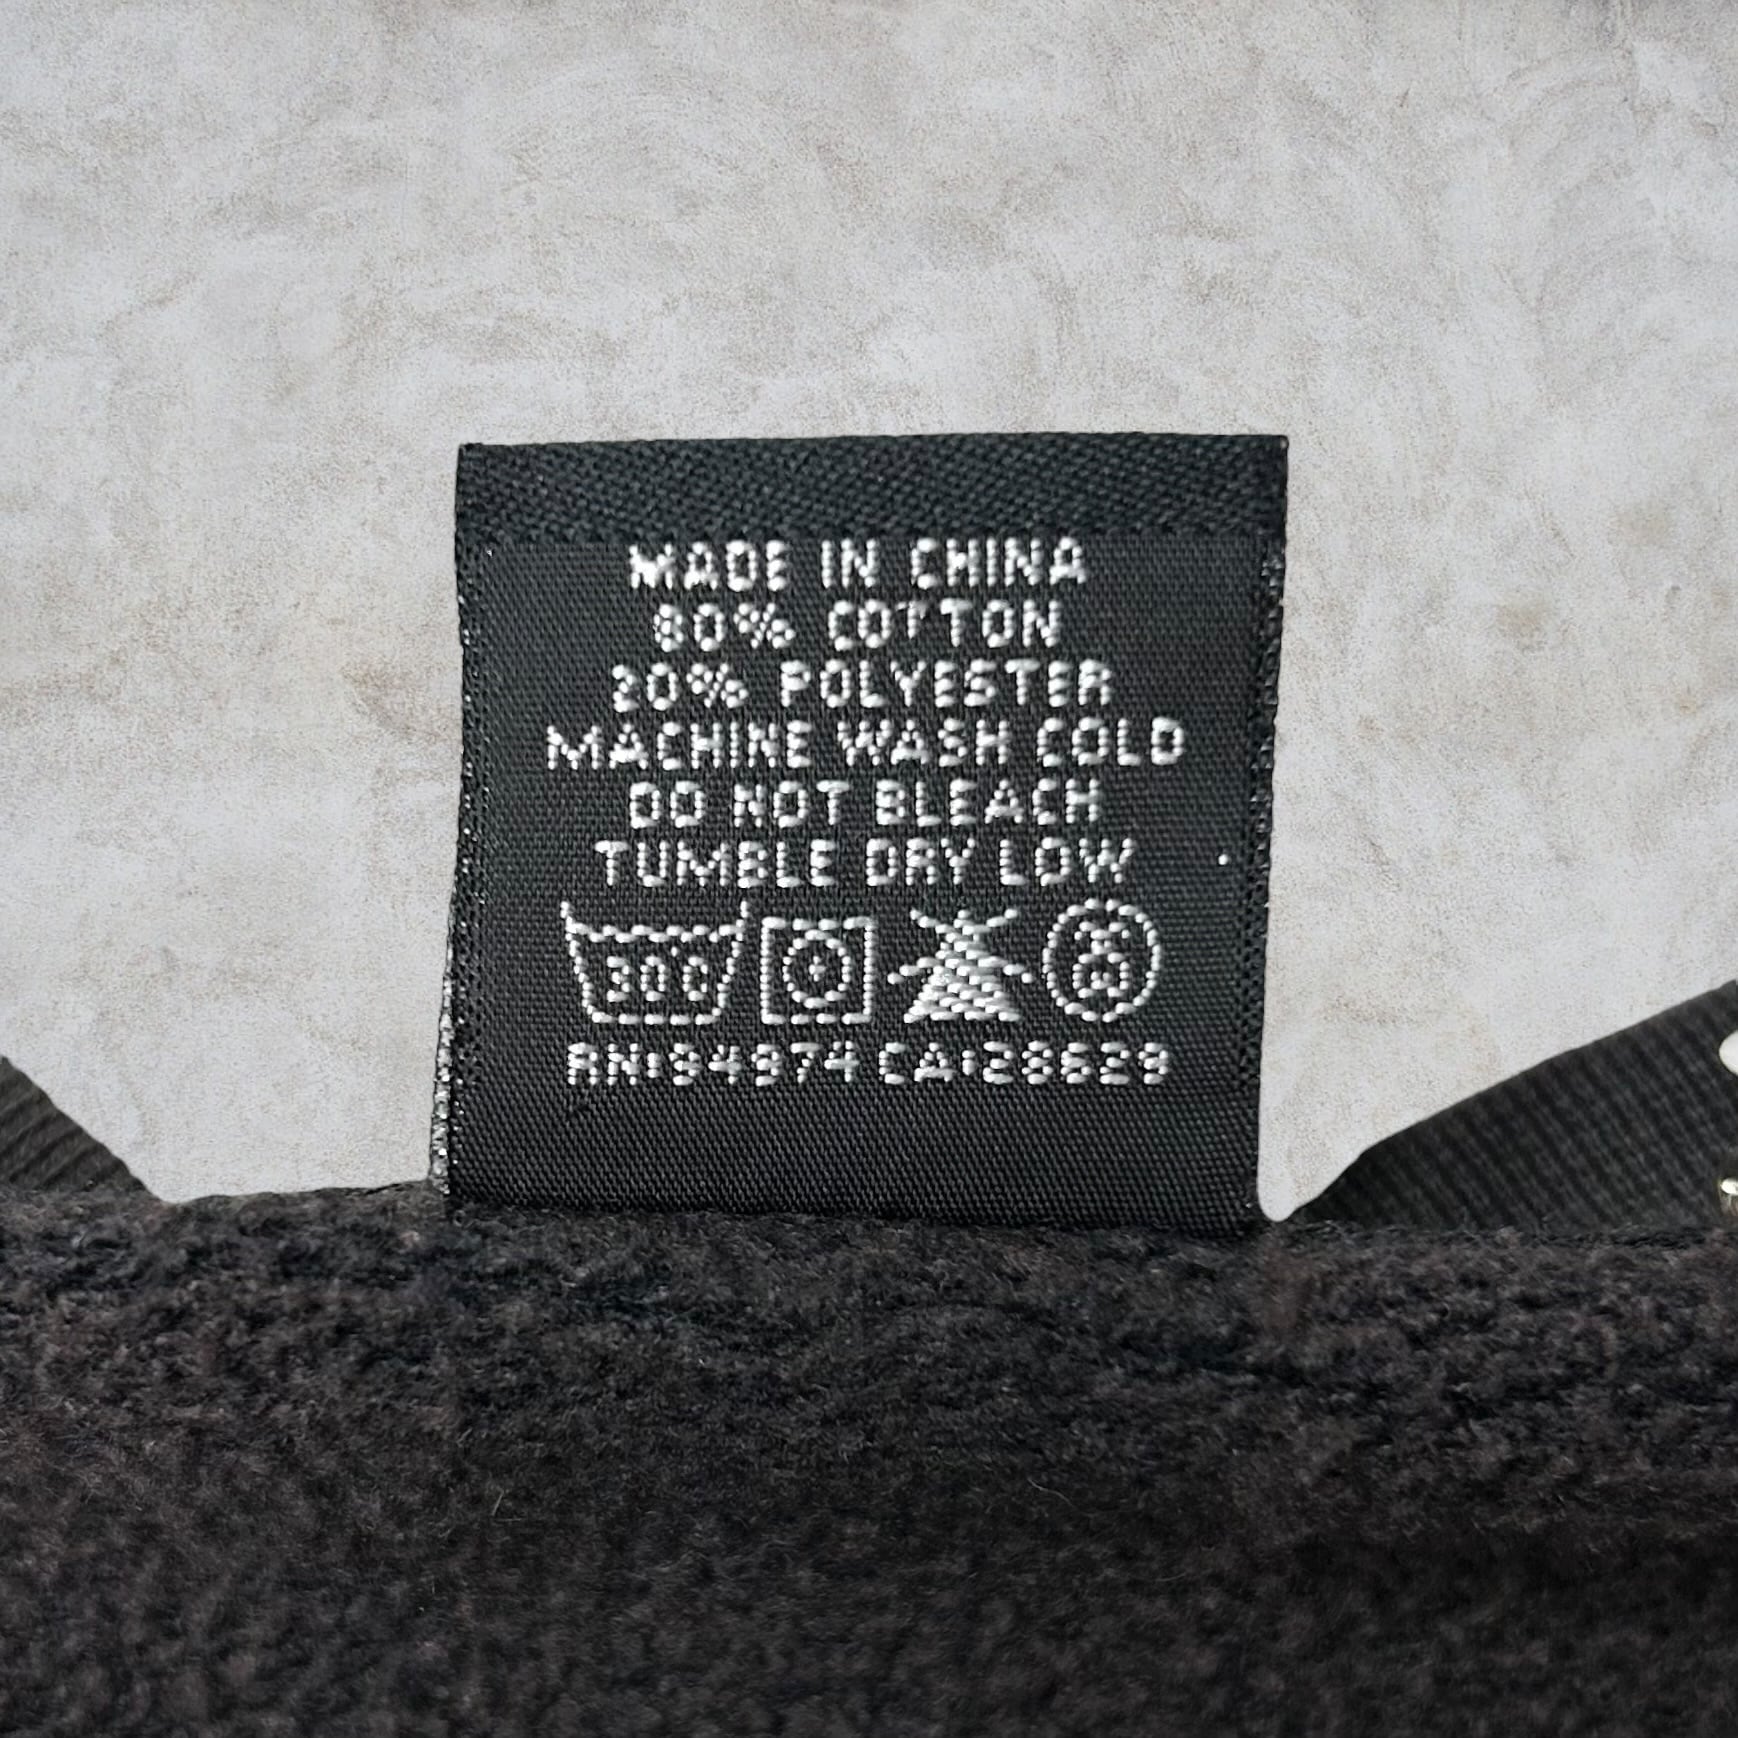 MADE IN CHINA
80% COTTON
20% POLYESTER
MACHINE WASH COLD
DO NOT BLEACH
TUMBLE DRY LOW
30°C
RN:94974 CA:28629